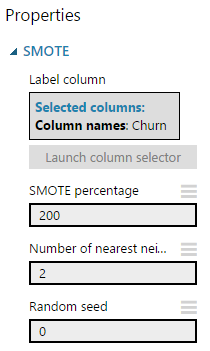 Properties
SMOTE
Label column
Selected columns:
Column names: Churn
Launch column selector
SMOTE percentage
200
Number of nearest nei...
2
Random seed
0